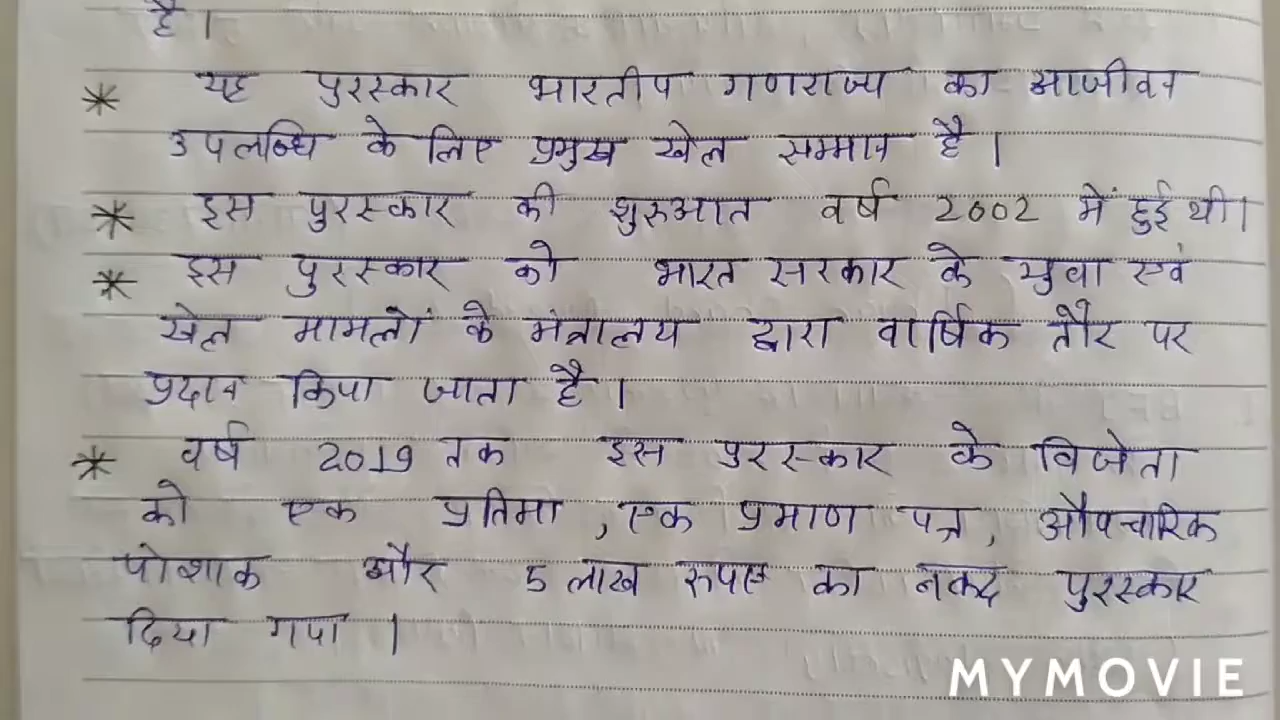 है।
* यह पुरस्कार भारतीय गणराज्य का आजीवन
उपलब्धि के लिए प्रमुख खेल सम्मान है।
* इस पुरस्कार की शुरुआत वर्ष 2002 में हुई थी।
* इस पुरस्कार को भारत सरकार के युवा एवं
खेल मामलों के मंत्रालय द्वारा वार्षिक तौर पर
प्रदान किया जाता है।
* वर्ष 2019 तक इस पुरस्कार के विजेता
को एक प्रतिमा, एक प्रमाण पत्र, औपचारिक
पोशाक और 5 लाख रुपए का नकद पुरस्कार
दिया गया।
MYMOVIE